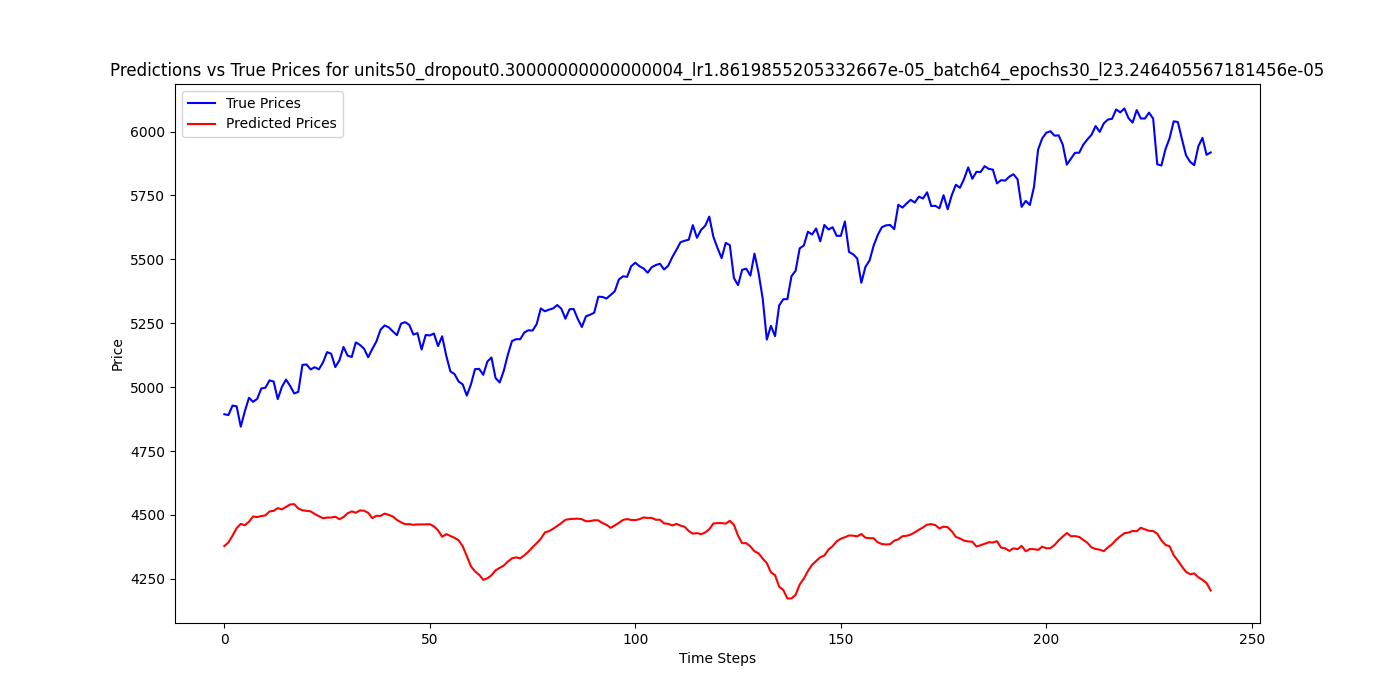 Predictions vs True Prices for units50_dropout0.30000000000000004_lr1.8619855205332667e-05_batch64_epochs30_l23.246405567181456e-05
True Prices
Predicted Prices
6000
5750
5500
5250
5000
4750
4500
4250
Price
0 50 100 150 200 250
Time Steps